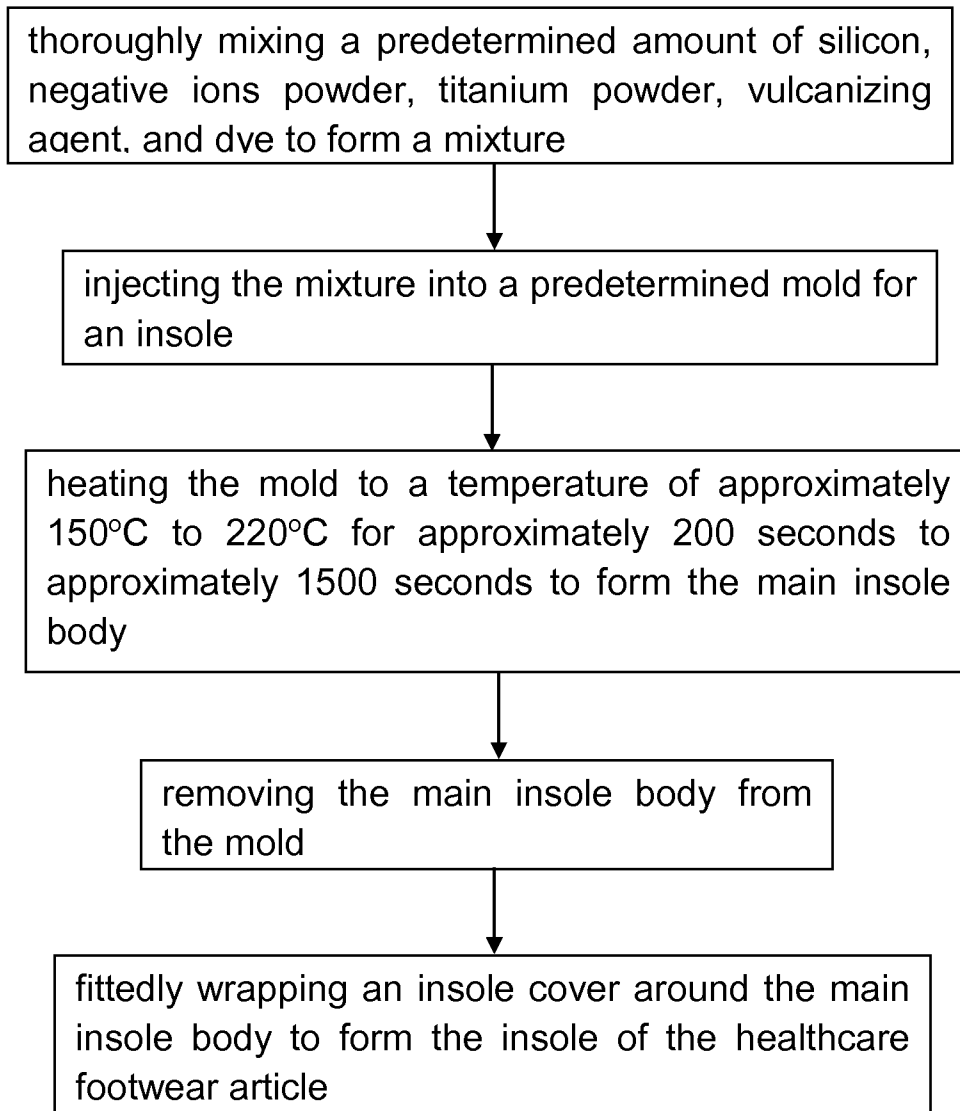 thoroughly mixing a predetermined amount of silicon,
negative ions powder, titanium powder, vulcanizing
agent, and dye to form a mixture
injecting the mixture into a predetermined mold for
an insole
heating the mold to a temperature of approximately
150°C to 220°C for approximately 200 seconds to
approximately 1500 seconds to form the main insole
body
removing the main insole body from
the mold
fittedly wrapping an insole cover around the main
insole body to form the insole of the healthcare
footwear article